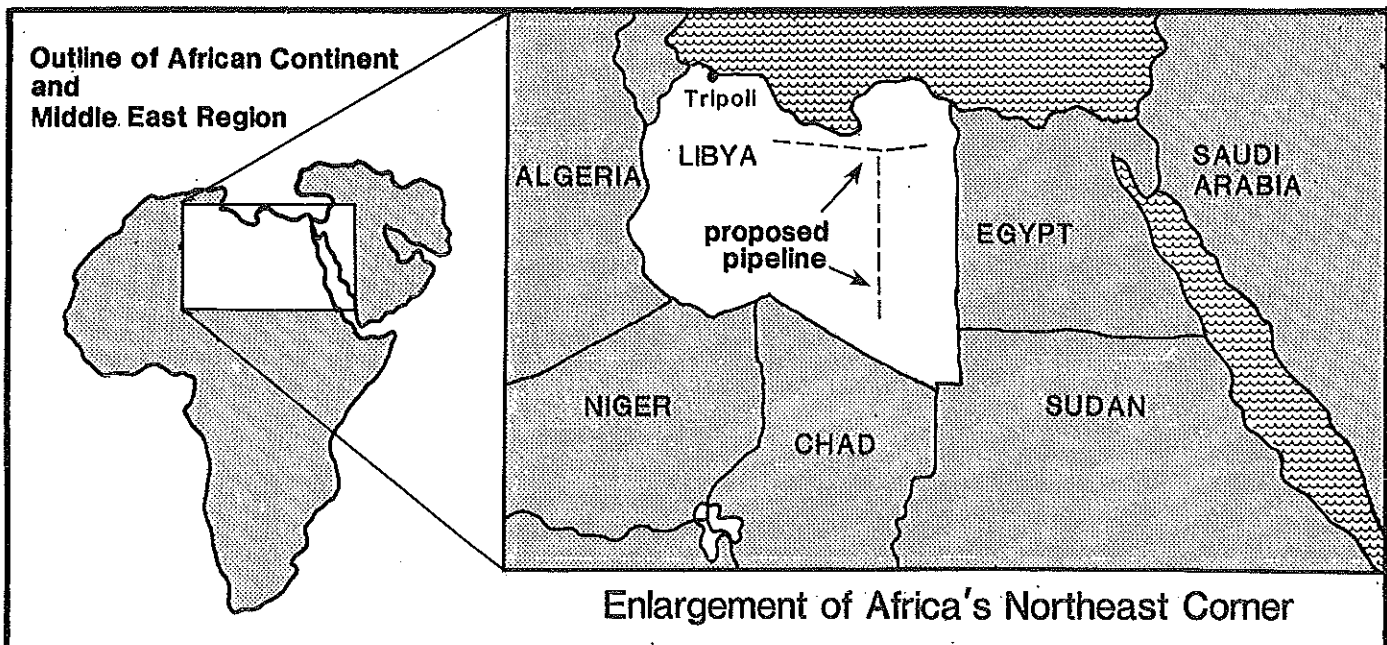 Outline of African Continent
and
Middle East Region
Tripoli
LIBYA
ALGERIA
SAUDI
ARABIA
EGYPT
proposed
pipeline
NIGER
CHAD
SUDAN
Enlargement of Africa's Northeast Corner